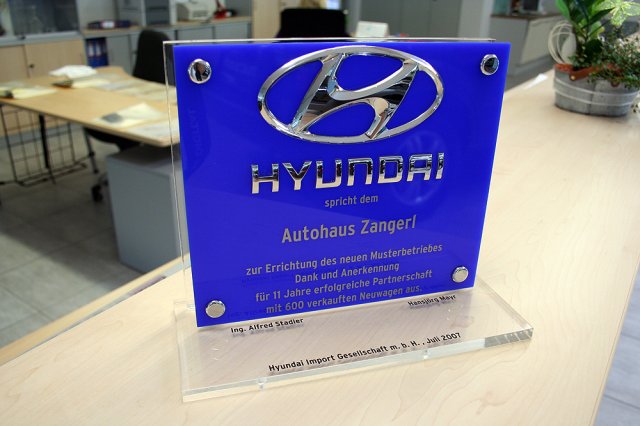 HYUNDAI
spricht dem
Autohaus Zangerl
zur Errichtung des neuen Musterbetriebes
Dank und Anerkennung
für 11 Jahre erfolgreiche Partnerschaft
mit 600 verkauften Neuwagen aus.
Ing. Alfred Stadler Hansjörg Mayr
Hyundai Import Gesellschaft m. b. H. , Juli 2007